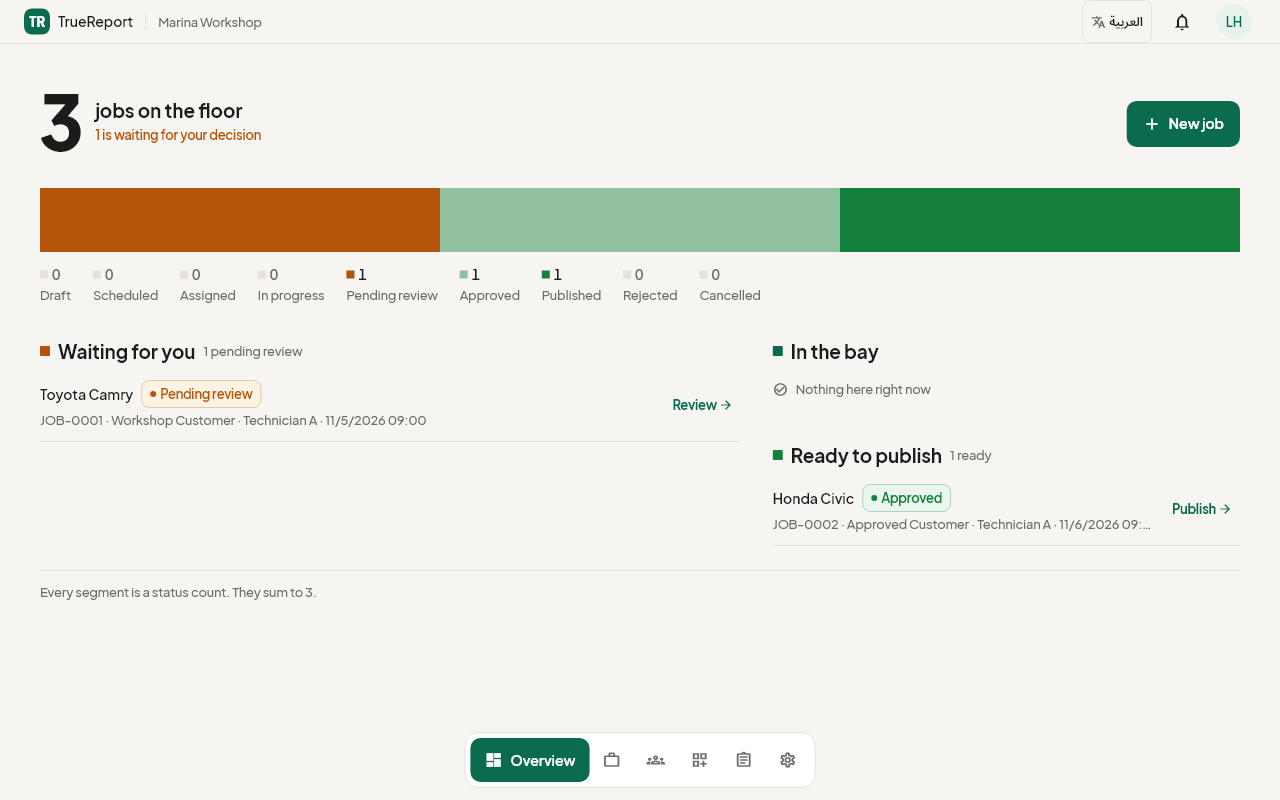 TR TrueReport Marina Workshop العربية LH
3 jobs on the floor
1 is waiting for your decision
New job
0 0 0 0 1 1 1 0 0
Draft Scheduled Assigned In progress Pending review Approved Published Rejected Cancelled
Waiting for you 1 pending review
Toyota Camry Pending review
JOB-0001 · Workshop Customer · Technician A · 11/5/2026 09:00
Review →
In the bay
Nothing here right now
Ready to publish 1 ready
Honda Civic Approved
JOB-0002 · Approved Customer · Technician A · 11/6/2026 09:…
Publish →
Every segment is a status count. They sum to 3.
Overview